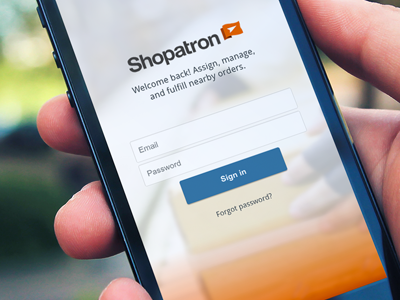 Shopatron
Welcome back! Assign, manage,
and fulfill nearby orders.
Email
Password
Sign in
Forgot password?